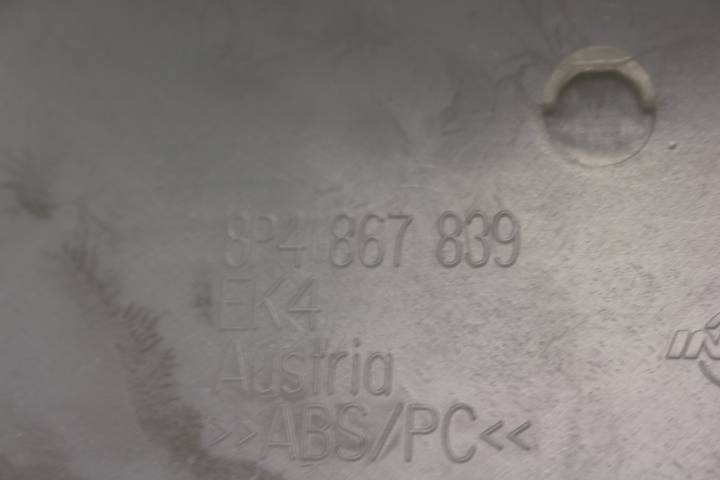 8P4 867 839
EK4
Austria
>>ABS/PC<<